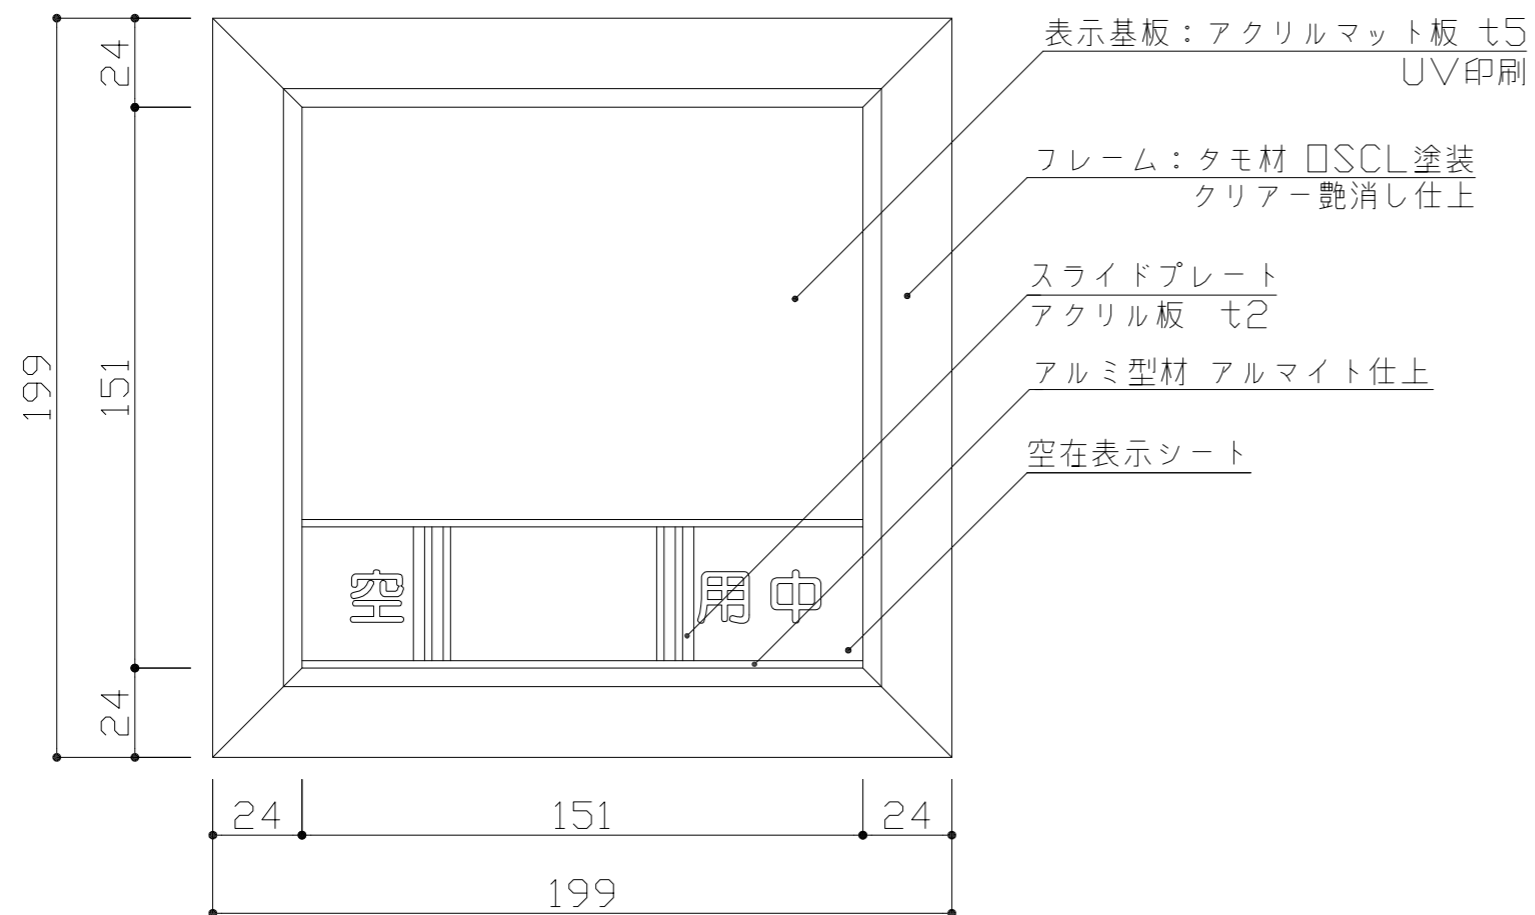 表示基板：アクリルマット板 t5
UV印刷
フレーム：タモ材 OSCL塗装
クリアー艶消し仕上
スライドプレート
アクリル板 t2
アルミ型材 アルマイト仕上
空在表示シート
空
用中
24
151
24
199
24
151
24
199